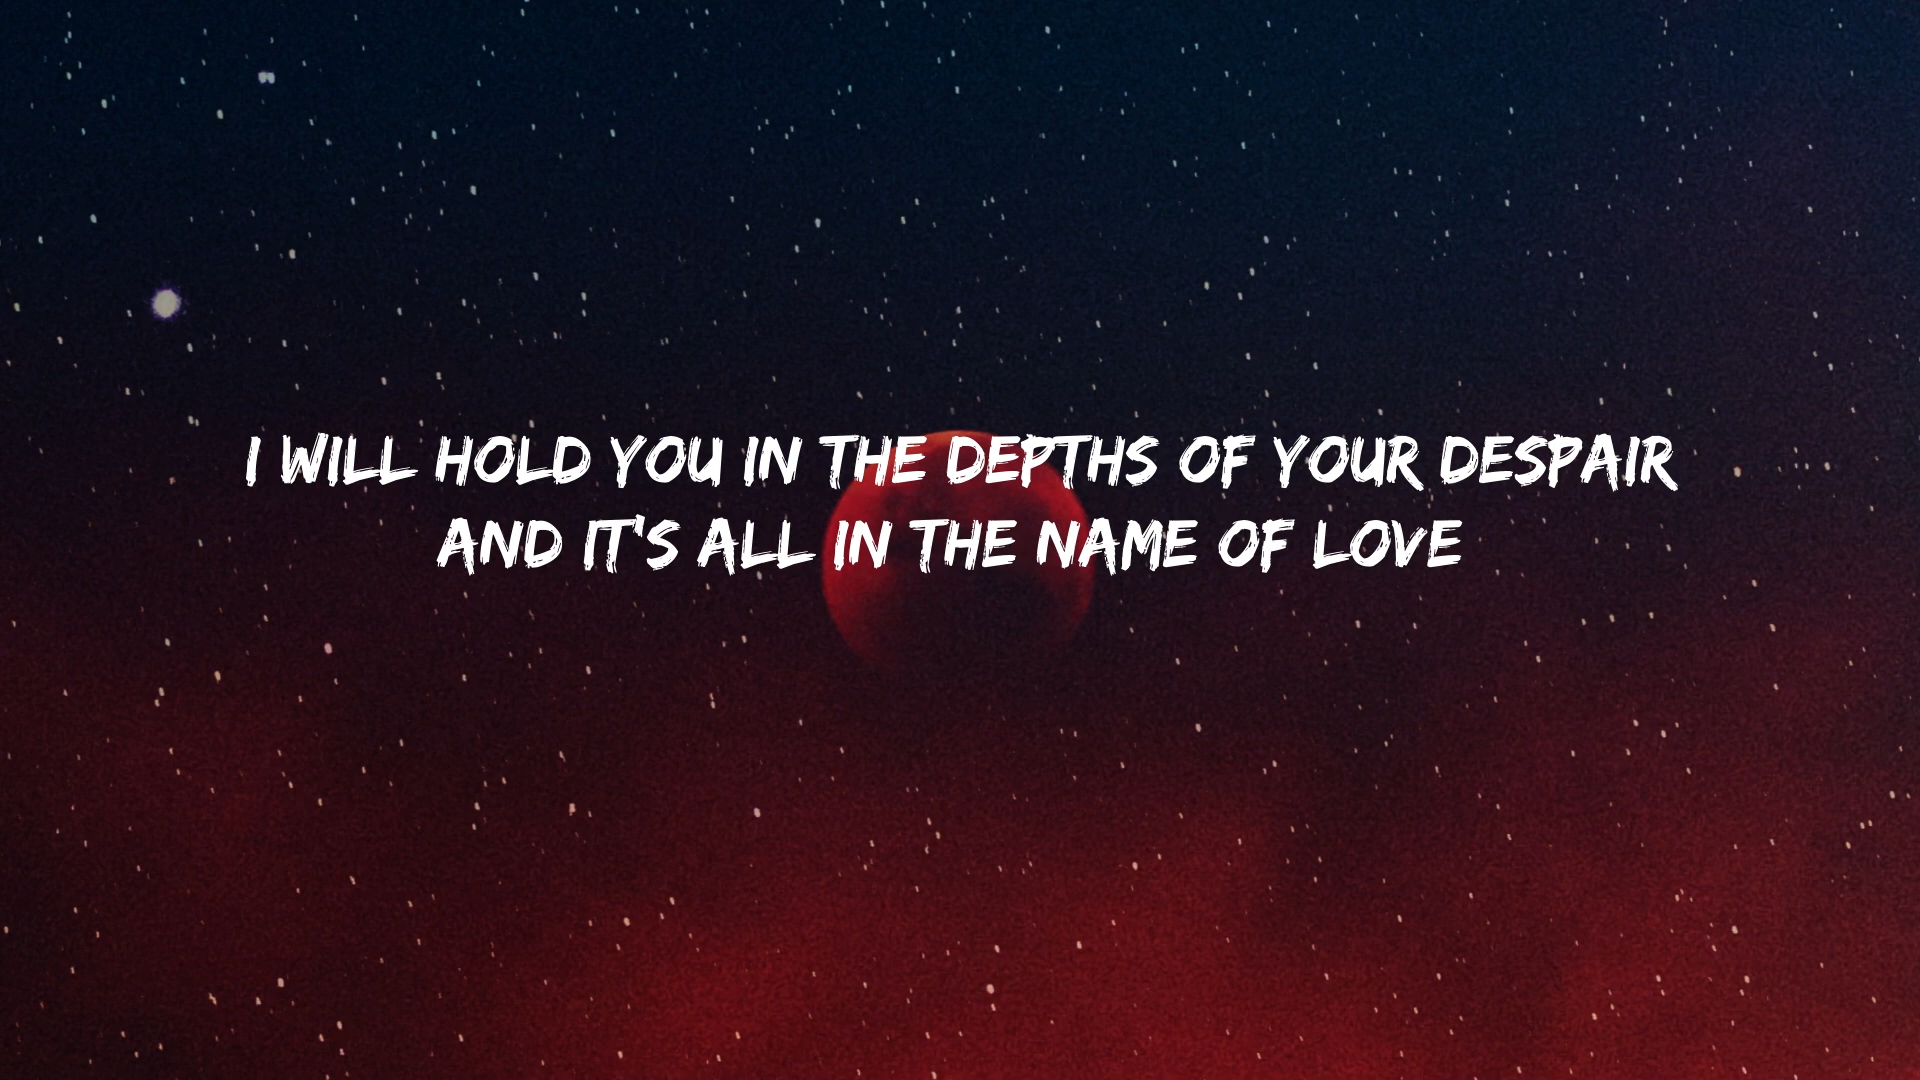 I WILL HOLD YOU IN THE DEPTHS OF YOUR DESPAIR
AND IT'S ALL IN THE NAME OF LOVE